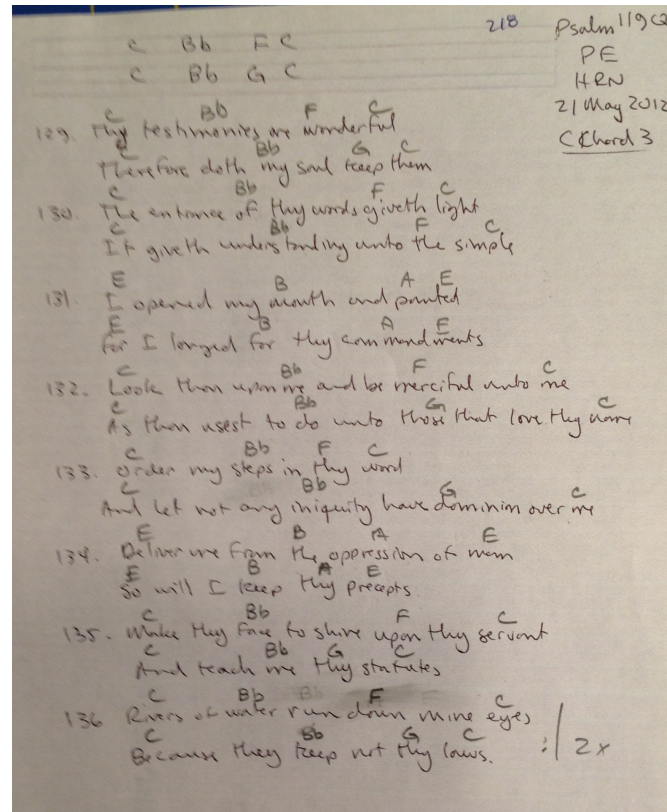 218
Psalm 119 (2
PE
HRN
21 May 2012
CChord 3
C Bb F C
C Bb G C
C Bb F C
129. Thy testimonies are wonderful
C Bb G C
Therefore doth my soul keep them
C Bb F C
130. The entrance of thy words giveth light
C Bb F C
It giveth understanding unto the simple
E B A E
131. I opened my mouth and panted
E B A E
for I longed for thy commandments
C Bb F C
132. Look thou upon me and be merciful unto me
C Bb G C
As thou usest to do unto those that love thy name
C Bb F C
133. Order my steps in thy word
C Bb G C
And let not any iniquity have dominion over me
E B A E
134. Deliver me from the oppression of man
E B A E
So will I keep thy precepts
C Bb F C
135. Make thy face to shine upon thy servant
C Bb G C
And teach me thy statutes
C Bb Bb F C
136 Rivers of water run down mine eyes
C Bb G C
Because they keep not thy laws. :| 2x